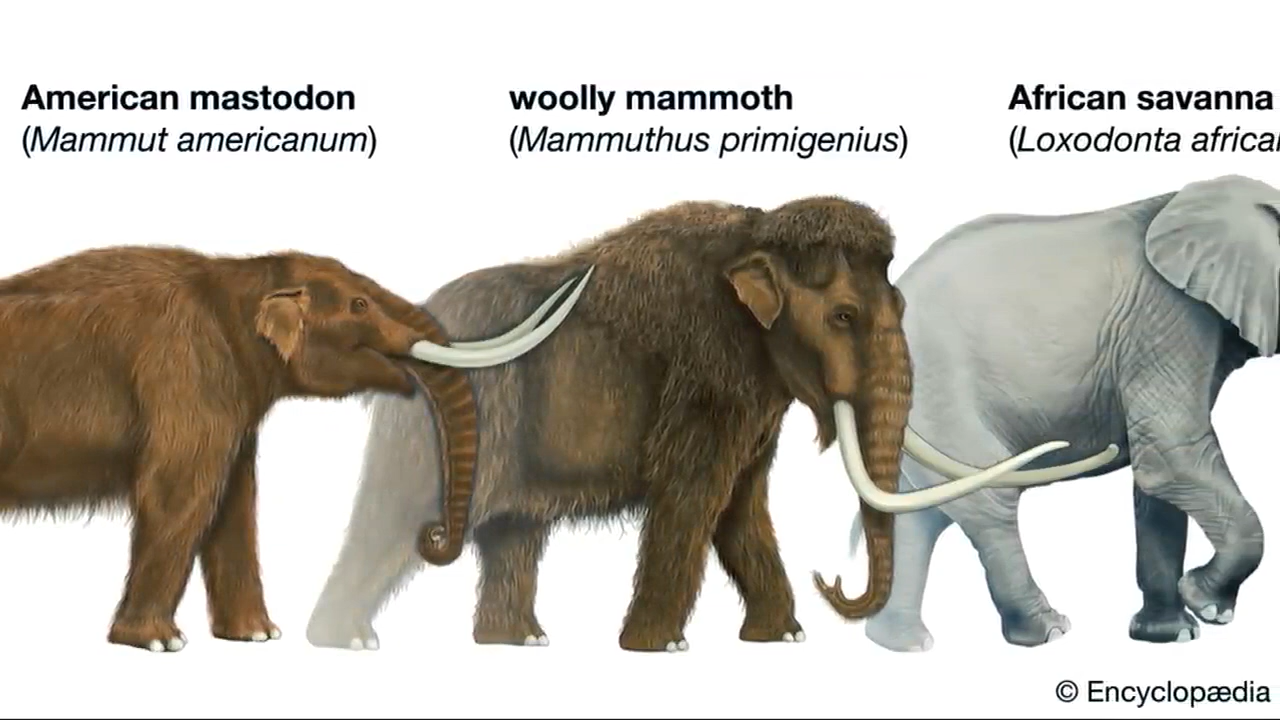 American mastodon
(Mammut americanum)
woolly mammoth
(Mammuthus primigenius)
African savanna
(Loxodonta africa
© Encyclopædia